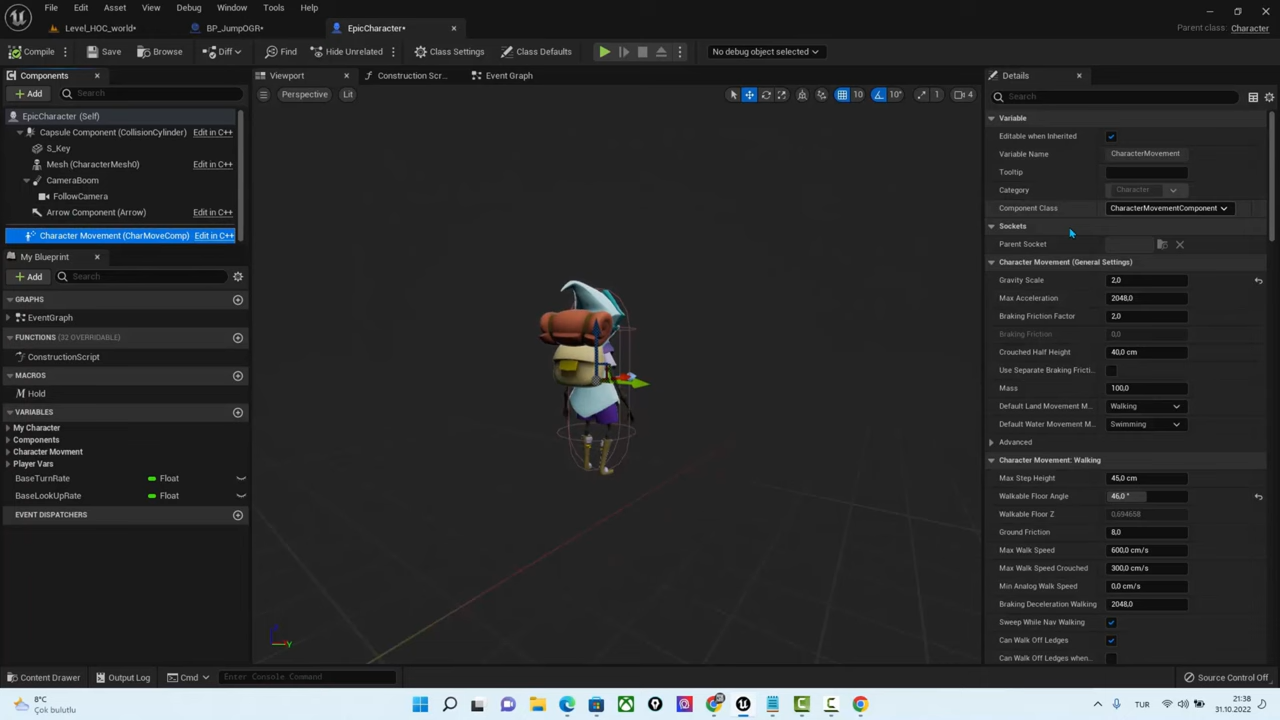 File Edit Asset View Debug Window Tools Help
Level_HOC_world* BP_JumpOGR* EpicCharacter*
Parent class: Character
Compile Save Browse Diff Find Hide Unrelated Class Settings Class Defaults No debug object selected
Components
Add Search
EpicCharacter (Self)
Capsule Component (CollisionCylinder) Edit in C++
S_Key
Mesh (CharacterMesh0) Edit in C++
CameraBoom
FollowCamera
Arrow Component (Arrow) Edit in C++
Character Movement (CharMoveComp) Edit in C++
My Blueprint
Add Search
GRAPHS
EventGraph
FUNCTIONS (32 OVERRIDABLE)
ConstructionScript
MACROS
Hold
VARIABLES
My Character
Components
Character Movment
Player Vars
BaseTurnRate Float
BaseLookUpRate Float
EVENT DISPATCHERS
Viewport Construction Scr... Event Graph
Perspective Lit 10 10° 1 4
Details
Search
Variable
Editable when Inherited
Variable Name CharacterMovement
Tooltip
Category Character
Component Class CharacterMovementComponent
Sockets
Parent Socket
Character Movement (General Settings)
Gravity Scale 2,0
Max Acceleration 2048,0
Braking Friction Factor 2,0
Braking Friction 0,0
Crouched Half Height 40,0 cm
Use Separate Braking Fricti...
Mass 100,0
Default Land Movement M... Walking
Default Water Movement M... Swimming
Advanced
Character Movement: Walking
Max Step Height 45,0 cm
Walkable Floor Angle 46,0 °
Walkable Floor Z 0.694658
Ground Friction 8,0
Max Walk Speed 600,0 cm/s
Max Walk Speed Crouched 300,0 cm/s
Min Analog Walk Speed 0,0 cm/s
Braking Deceleration Walking 2048,0
Sweep While Nav Walking
Can Walk Off Ledges
Can Walk Off Ledges when...
Content Drawer Output Log Cmd Enter Console Command Source Control Off
8°C
Çok bulutlu
TUR
21:38
31.10.2022